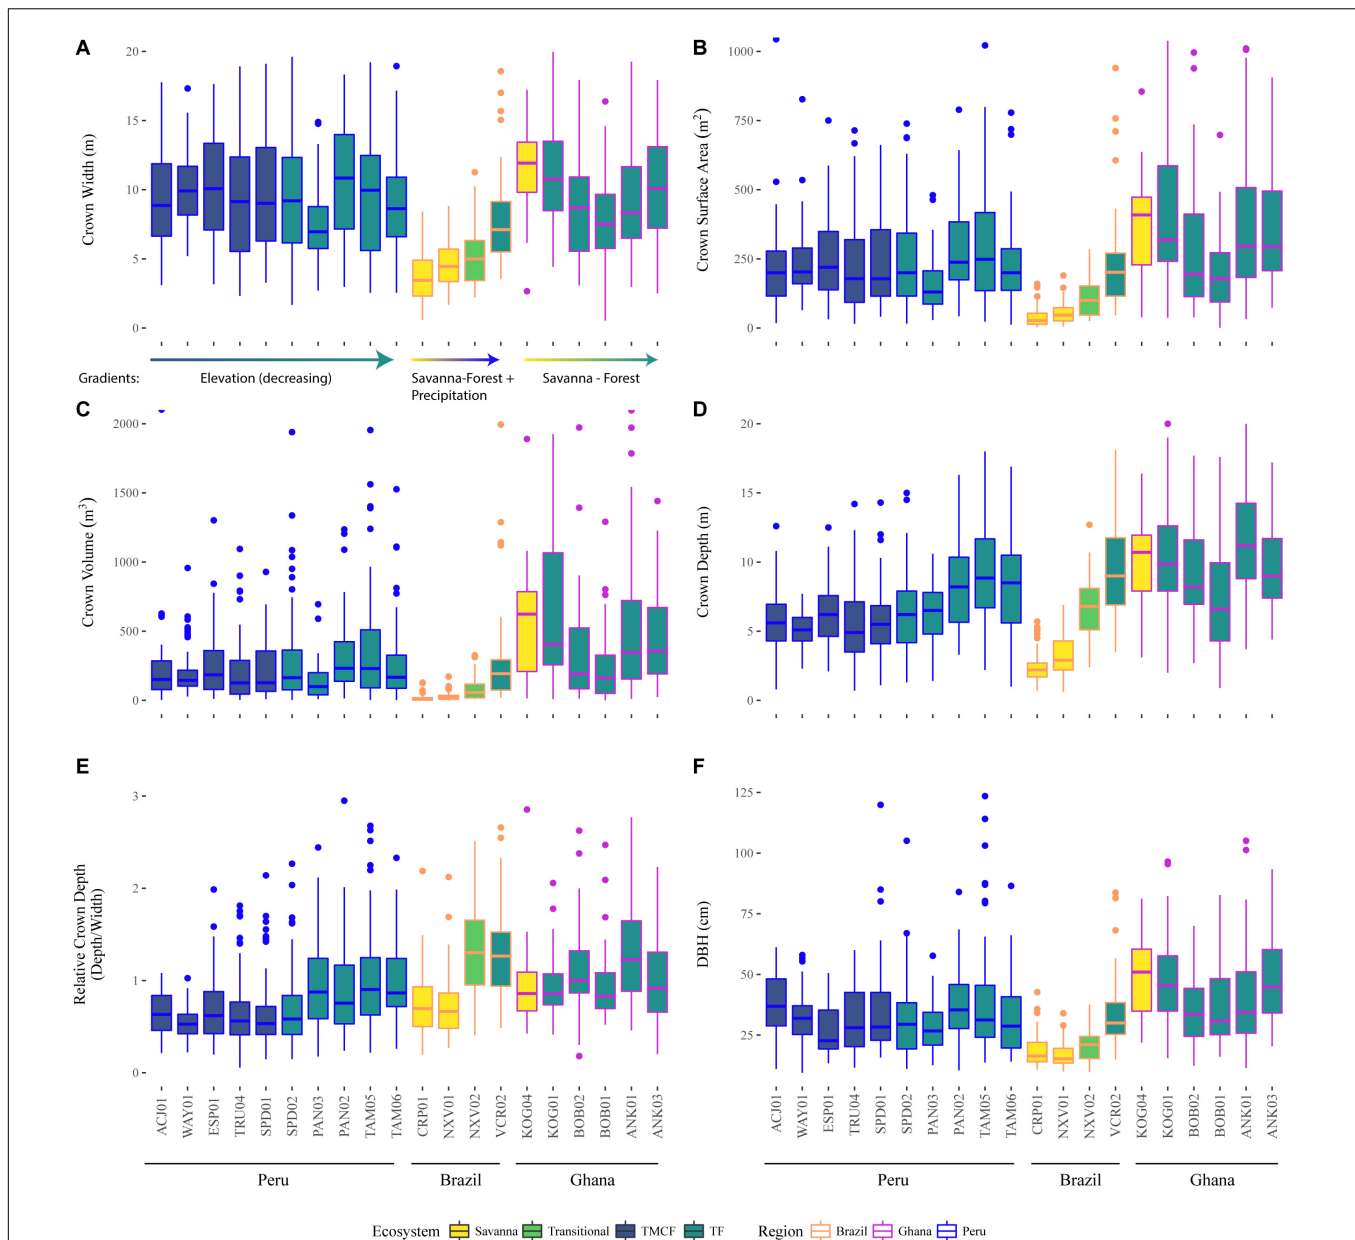 A
Crown Width (m)
20
15
10
5
0
B
Crown Surface Area (m²)
1000
750
500
250
0
Gradients:
Elevation (decreasing)
Savanna-Forest +
Precipitation
Savanna - Forest
C
Crown Volume (m³)
2000
1500
1000
500
0
D
Crown Depth (m)
20
15
10
5
0
E
Relative Crown Depth
(Depth/Width)
3
2
1
0
F
DBH (cm)
125
100
75
50
25
ACJ01
WAY01
ESP01
TRU04
SPD01
SPD02
PAN03
PAN02
TAM05
TAM06
CRP01
NXV01
NXV02
VCR02
KOG04
KOG01
BOB02
BOB01
ANK01
ANK03
Peru
Brazil
Ghana
ACJ01
WAY01
ESP01
TRU04
SPD01
SPD02
PAN03
PAN02
TAM05
TAM06
CRP01
NXV01
NXV02
VCR02
KOG04
KOG01
BOB02
BOB01
ANK01
ANK03
Peru
Brazil
Ghana
Ecosystem Savanna Transitional TMCF TF Region Brazil Ghana Peru